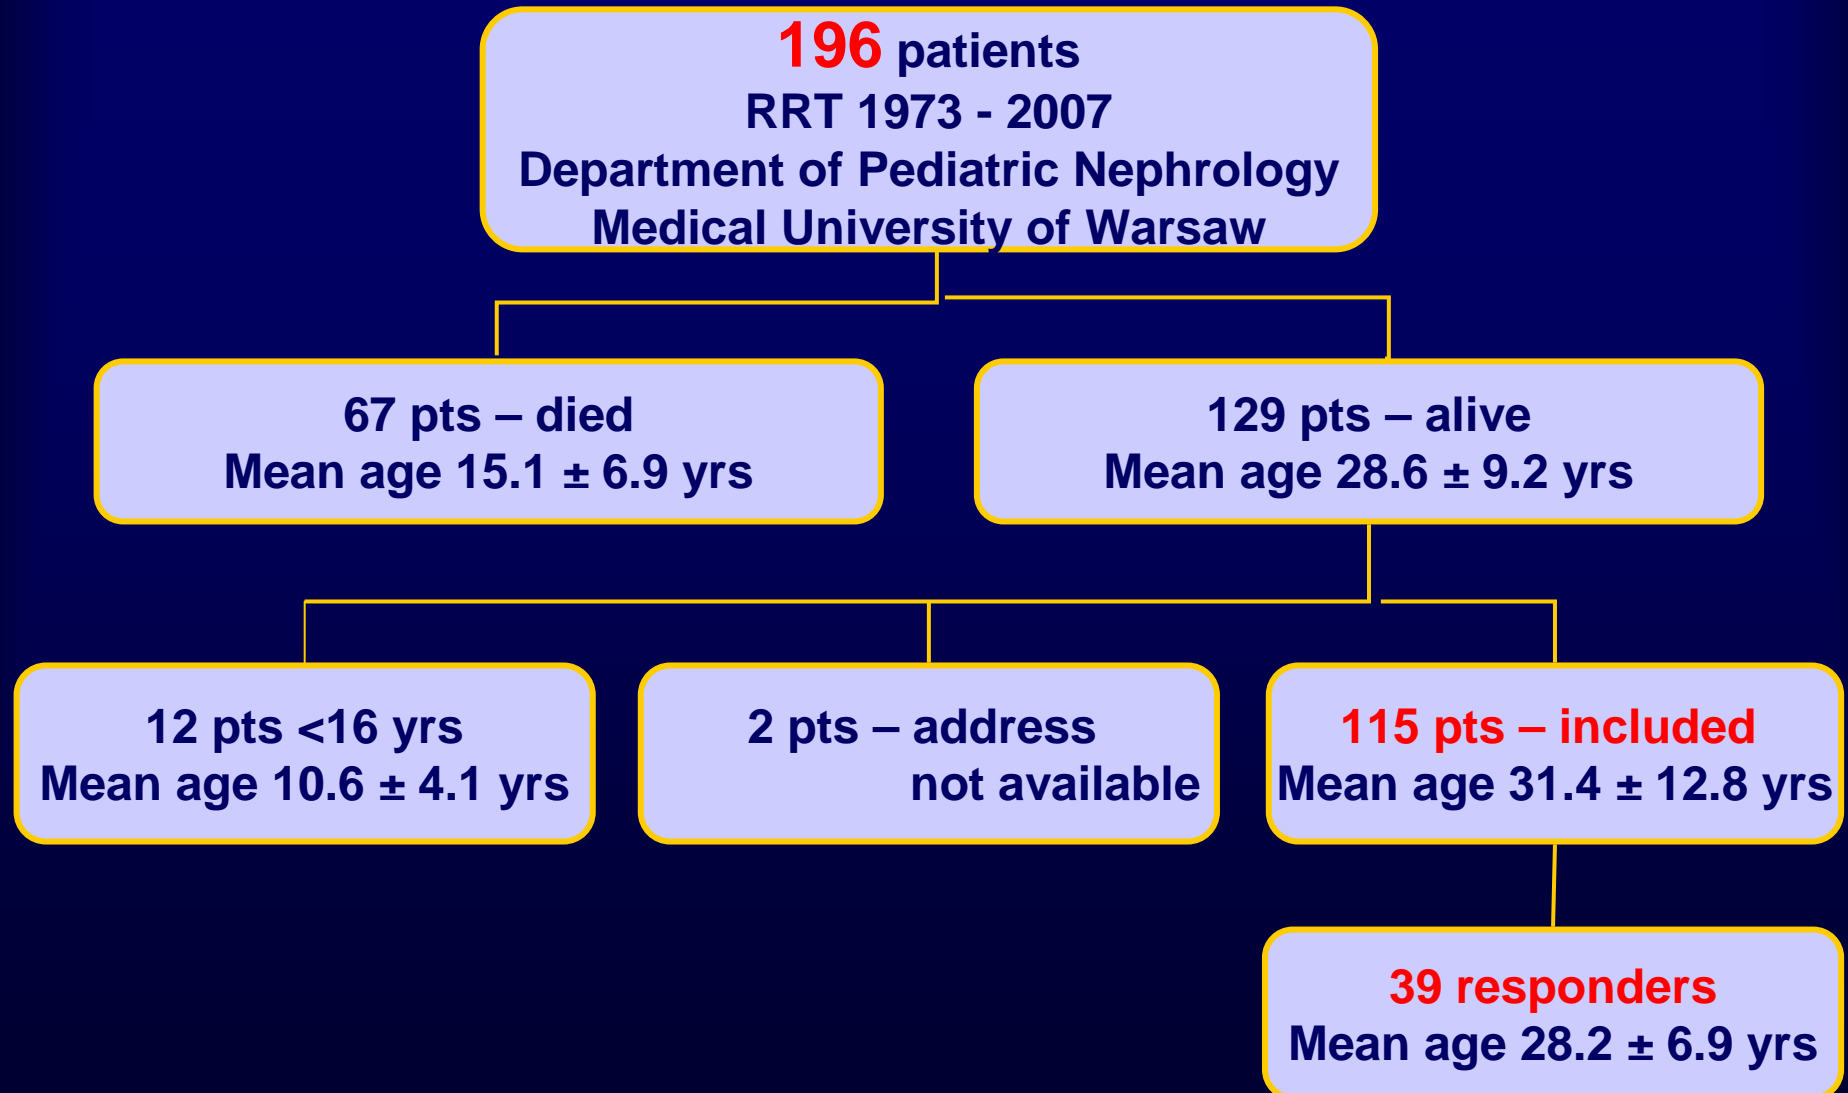 196 patients
RRT 1973 - 2007
Department of Pediatric Nephrology
Medical University of Warsaw
67 pts – died
Mean age 15.1 ± 6.9 yrs
129 pts – alive
Mean age 28.6 ± 9.2 yrs
12 pts <16 yrs
Mean age 10.6 ± 4.1 yrs
2 pts – address
not available
115 pts – included
Mean age 31.4 ± 12.8 yrs
39 responders
Mean age 28.2 ± 6.9 yrs